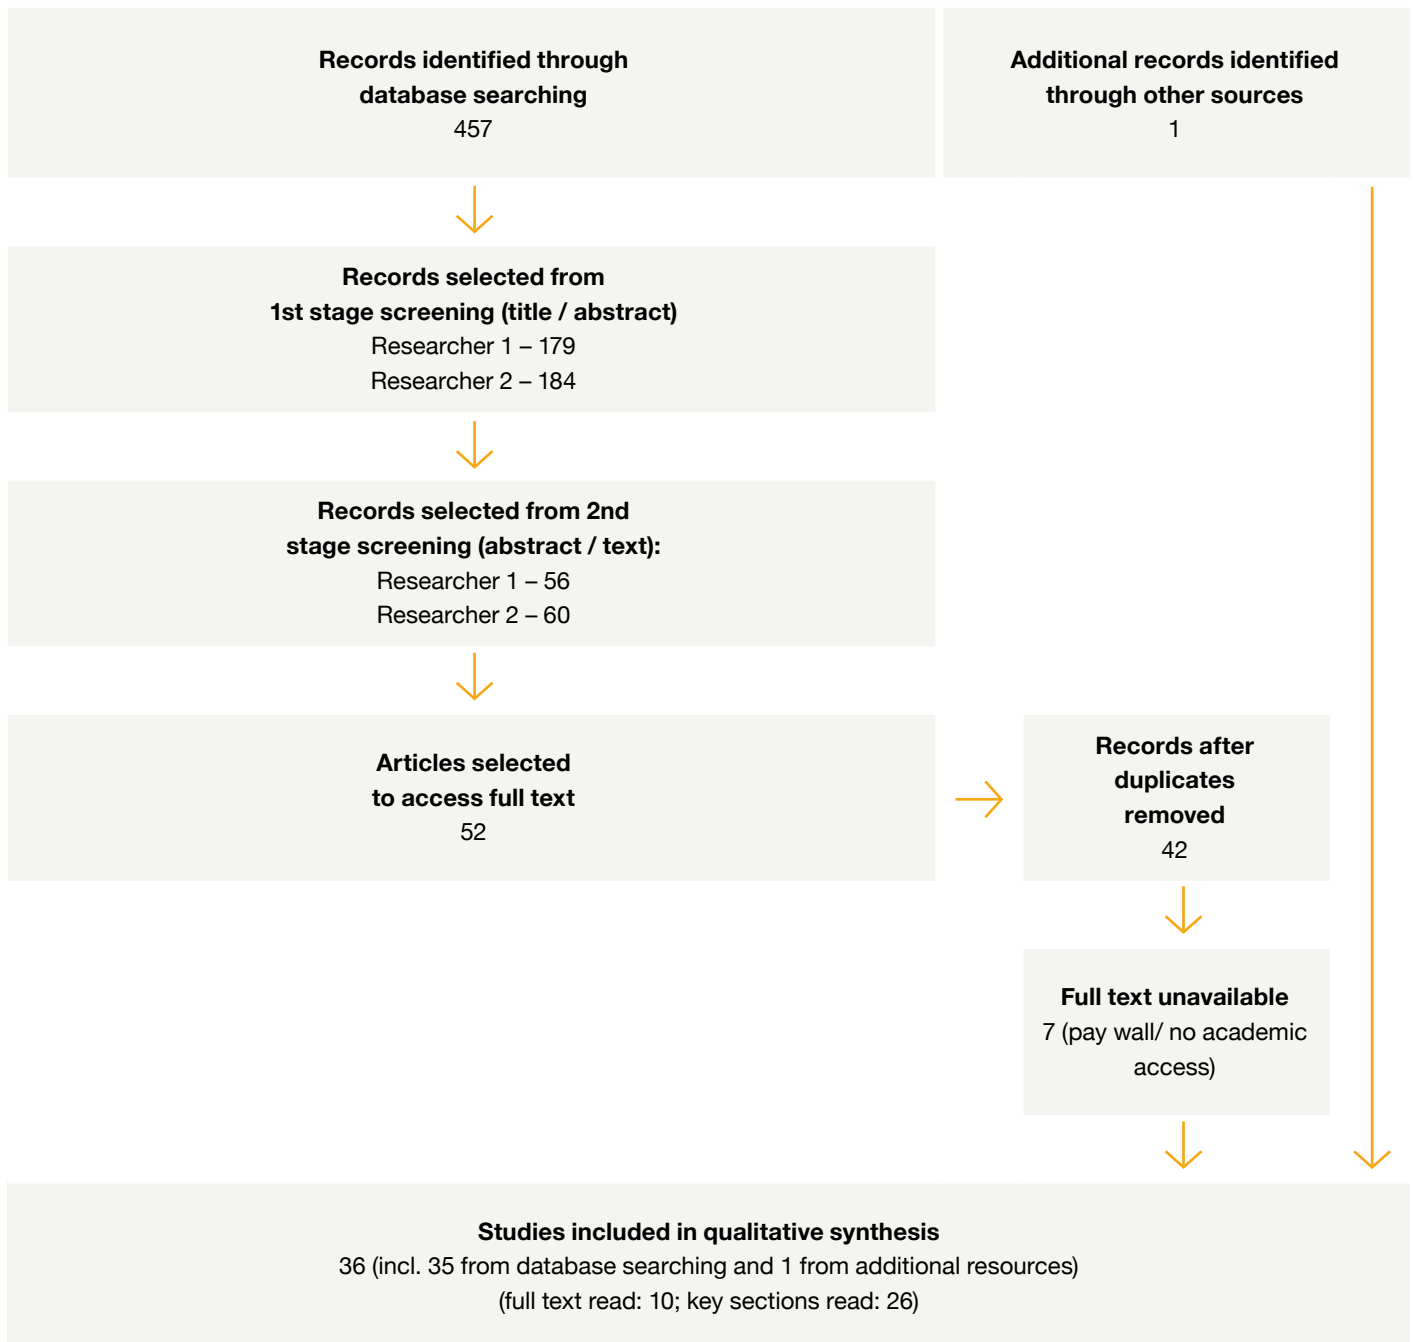 Records identified through
database searching
457
Additional records identified
through other sources
1
Records selected from
1st stage screening (title / abstract)
Researcher 1 – 179
Researcher 2 – 184
Records selected from 2nd
stage screening (abstract / text):
Researcher 1 – 56
Researcher 2 – 60
Articles selected
to access full text
52
Records after
duplicates
removed
42
Full text unavailable
7 (pay wall/ no academic
access)
Studies included in qualitative synthesis
36 (incl. 35 from database searching and 1 from additional resources)
(full text read: 10; key sections read: 26)